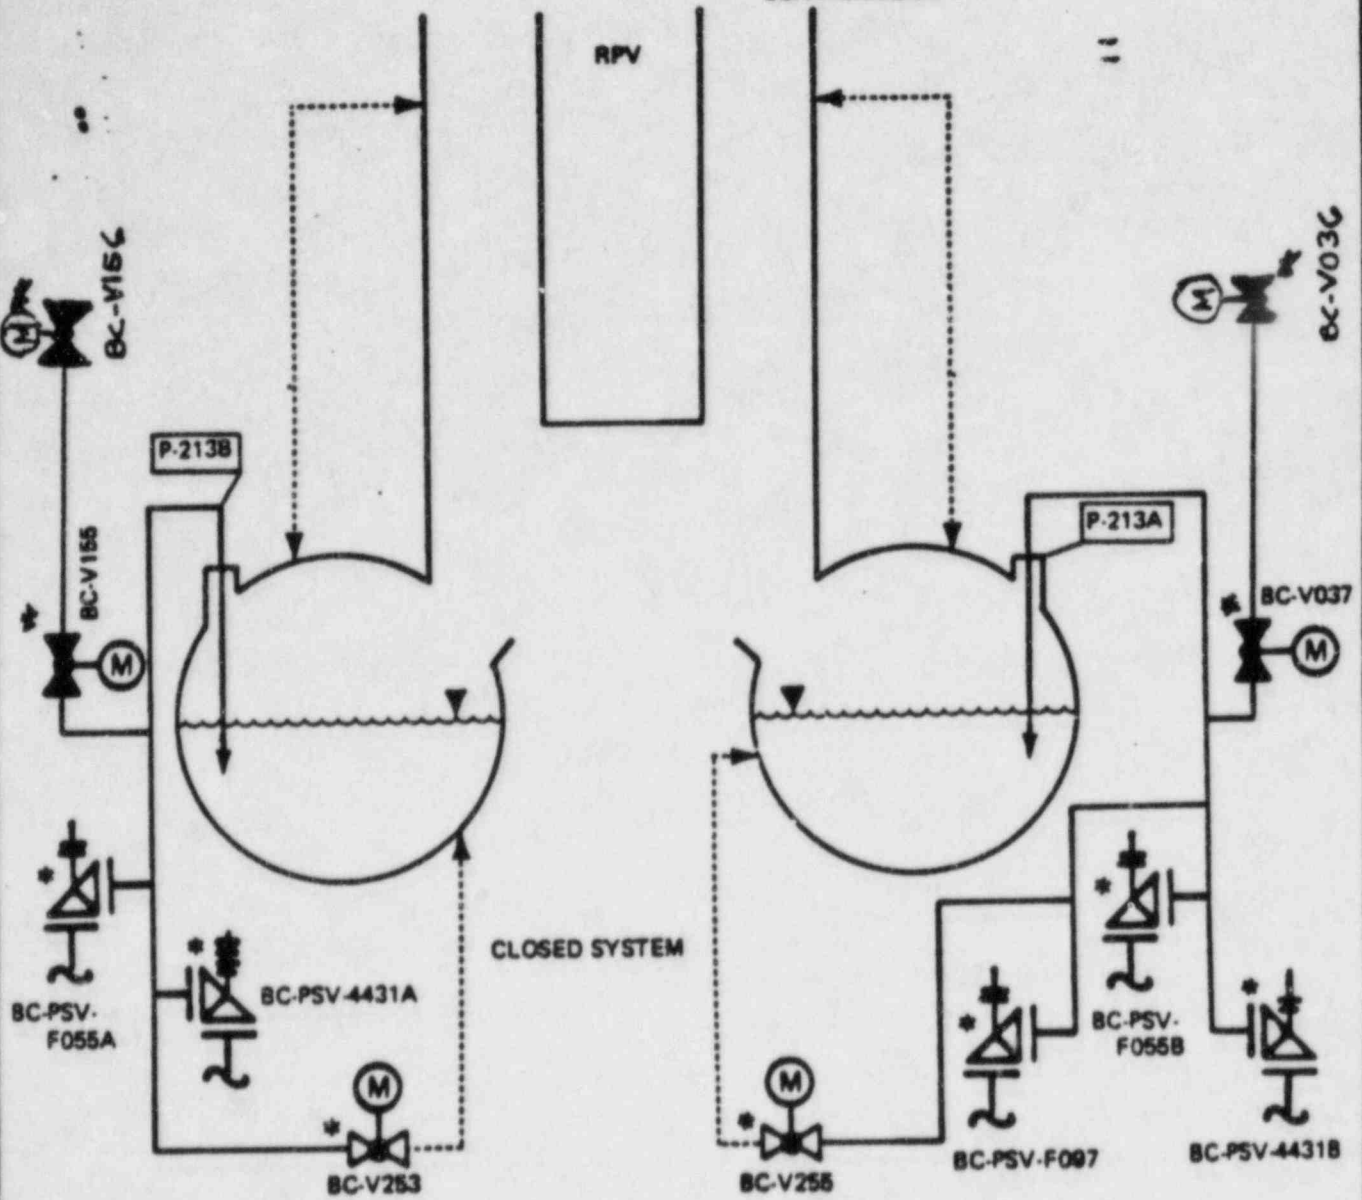 RPV
BC-V156
BC-V036
P-213B
P-213A
BC-V155
BC-V037
M
M
M
M
CLOSED SYSTEM
BC-PSV-
F055A
BC-PSV-4431A
BC-PSV-
F055B
M
M
BC-V253
BC-V255
BC-PSV-F097
BC-PSV-4431B